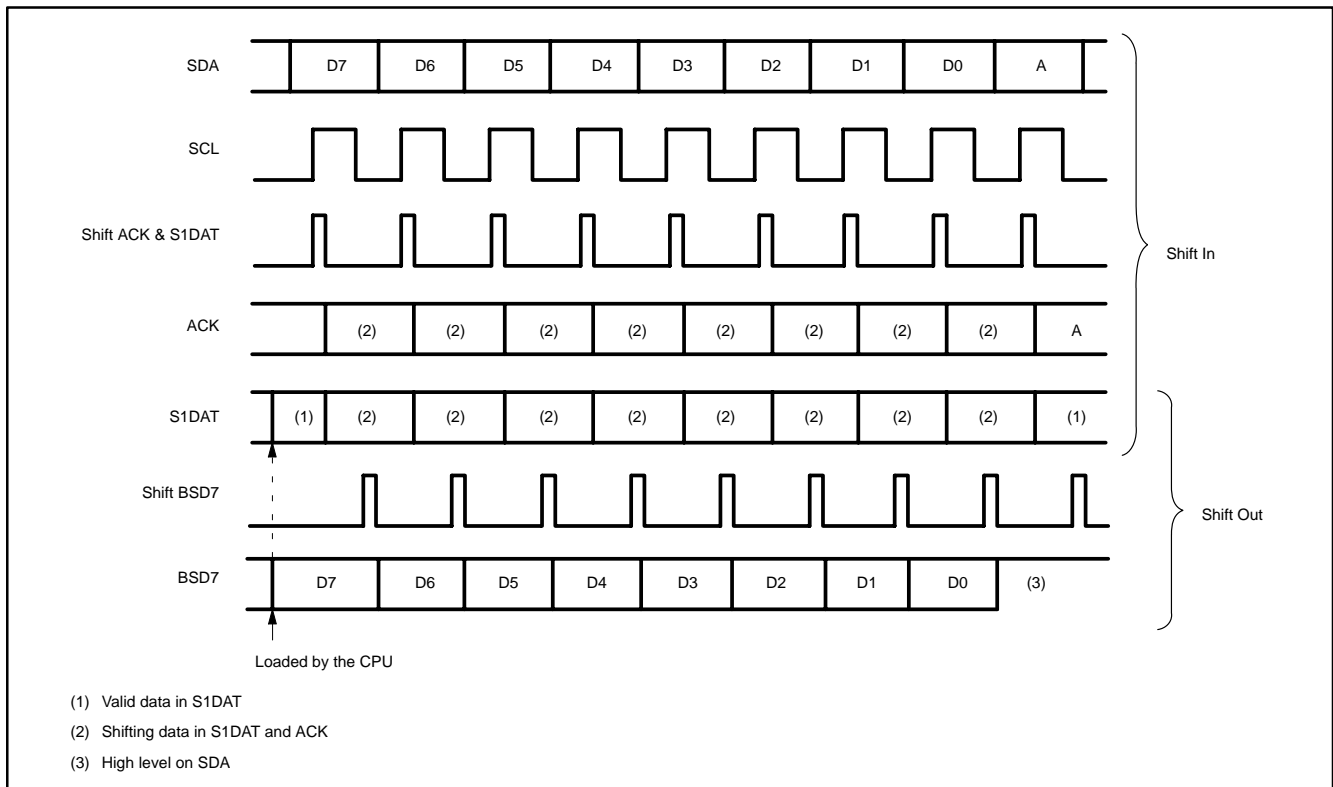 SDA D7 D6 D5 D4 D3 D2 D1 D0 A
SCL
Shift ACK & S1DAT
Shift In
ACK (2) (2) (2) (2) (2) (2) (2) (2) A
S1DAT (1) (2) (2) (2) (2) (2) (2) (2) (2) (1)
Shift BSD7
Shift Out
BSD7 D7 D6 D5 D4 D3 D2 D1 D0 (3)
Loaded by the CPU
(1) Valid data in S1DAT
(2) Shifting data in S1DAT and ACK
(3) High level on SDA